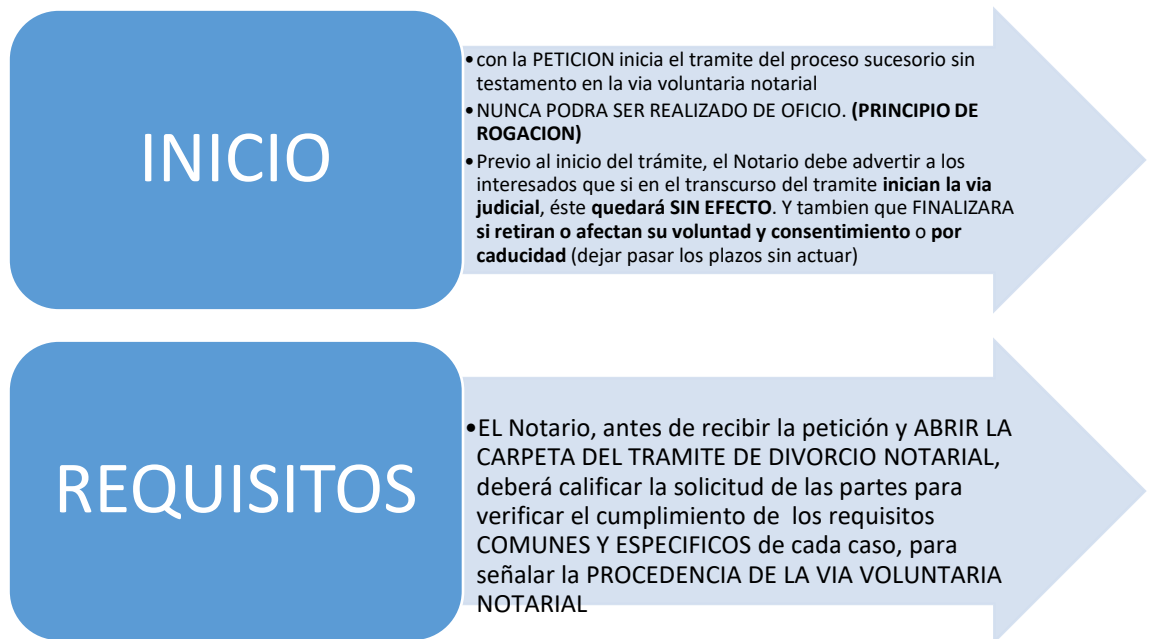 INICIO
•con la PETICION inicia el tramite del proceso sucesorio sin
testamento en la via voluntaria notarial
•NUNCA PODRA SER REALIZADO DE OFICIO. (PRINCIPIO DE
ROGACION)
•Previo al inicio del trámite, el Notario debe advertir a los
interesados que si en el transcurso del tramite inician la via
judicial, éste quedará SIN EFECTO. Y tambien que FINALIZARA
si retiran o afectan su voluntad y consentimiento o por
caducidad (dejar pasar los plazos sin actuar)
REQUISITOS
•EL Notario, antes de recibir la petición y ABRIR LA
CARPETA DEL TRAMITE DE DIVORCIO NOTARIAL,
deberá calificar la solicitud de las partes para
verificar el cumplimiento de los requisitos
COMUNES Y ESPECIFICOS de cada caso, para
señalar la PROCEDENCIA DE LA VIA VOLUNTARIA
NOTARIAL